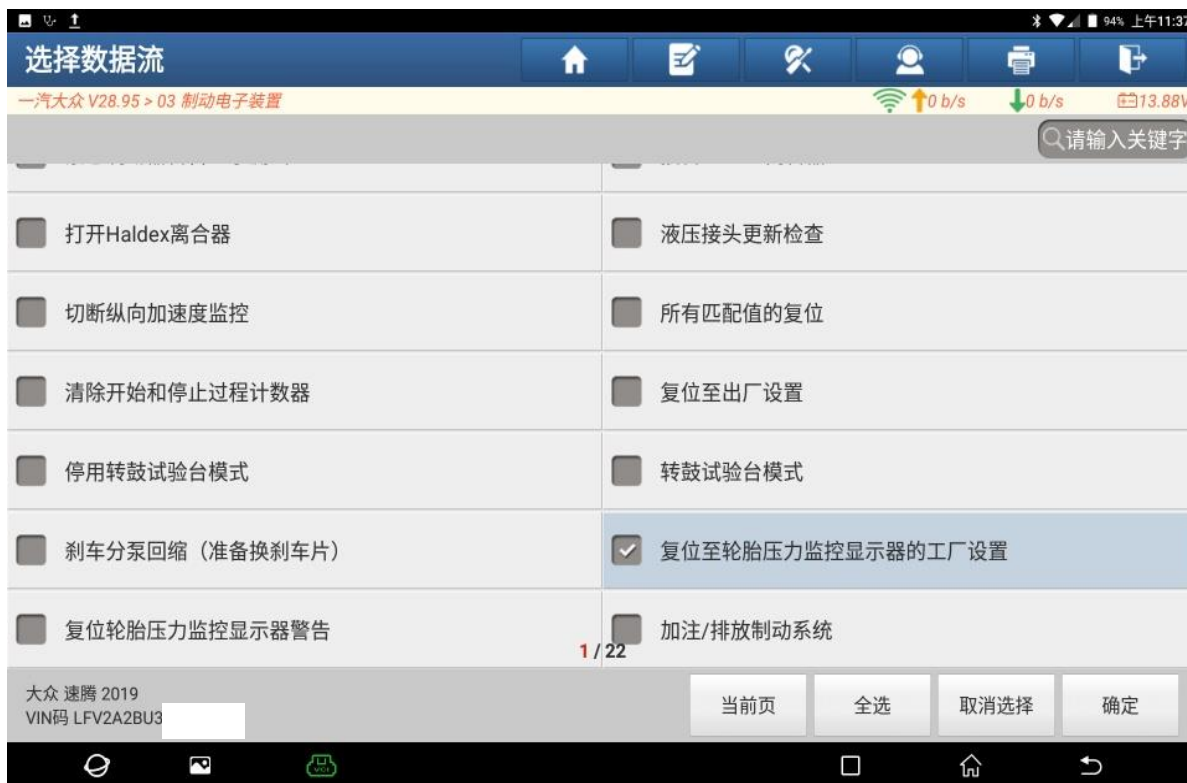 94% 上午11:37
选择数据流
一汽大众 V28.95 > 03 制动电子装置
0 b/s
0 b/s
13.88V
请输入关键字
打开Haldex离合器
液压接头更新检查
切断纵向加速度监控
所有匹配值的复位
清除开始和停止过程计数器
复位至出厂设置
停用转鼓试验台模式
转鼓试验台模式
刹车分泵回缩（准备换刹车片）
复位至轮胎压力监控显示器的工厂设置
复位轮胎压力监控显示器警告
加注/排放制动系统
1 / 22
大众 速腾 2019
VIN码 LFV2A2BU3
当前页
全选
取消选择
确定
VCI